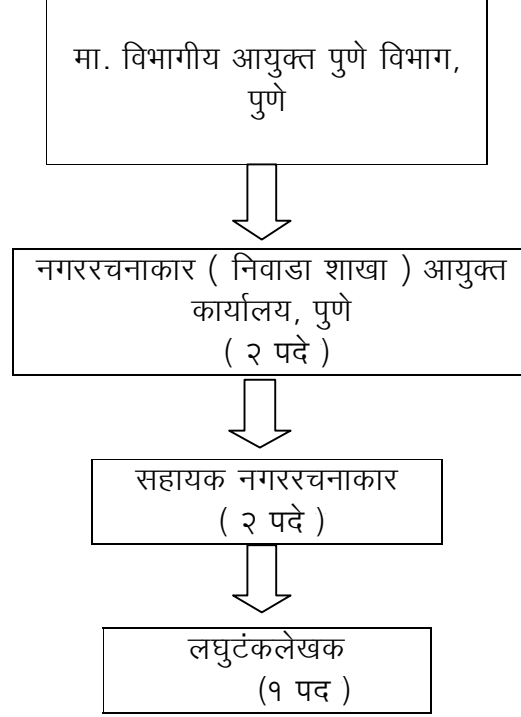 मा. विभागीय आयुक्त पुणे विभाग,
पुणे
नगररचनाकार ( निवाडा शाखा ) आयुक्त
कार्यालय, पुणे
( २ पदे )
सहायक नगररचनाकार
( २ पदे )
लघुटंकलेखक
(१ पद )